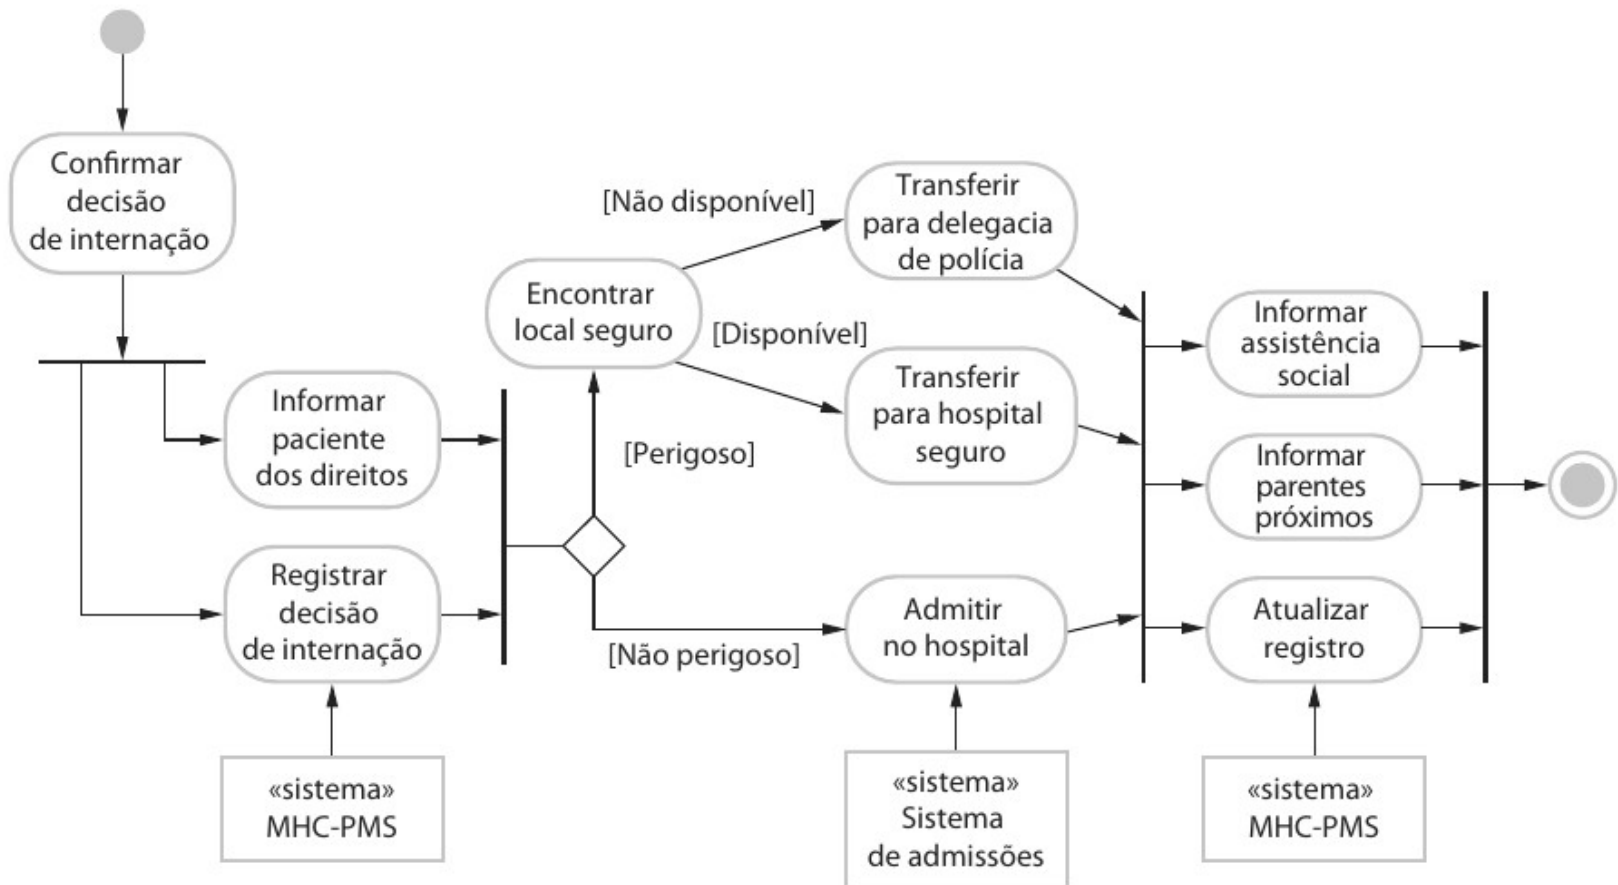 Confirmar
decisão
de internação
Informar
paciente
dos direitos
Registrar
decisão
de internação
«sistema»
MHC-PMS
Encontrar
local seguro
[Não disponível]
[Disponível]
[Perigoso]
[Não perigoso]
Transferir
para delegacia
de polícia
Transferir
para hospital
seguro
Admitir
no hospital
«sistema»
Sistema
de admissões
Informar
assistência
social
Informar
parentes
próximos
Atualizar
registro
«sistema»
MHC-PMS